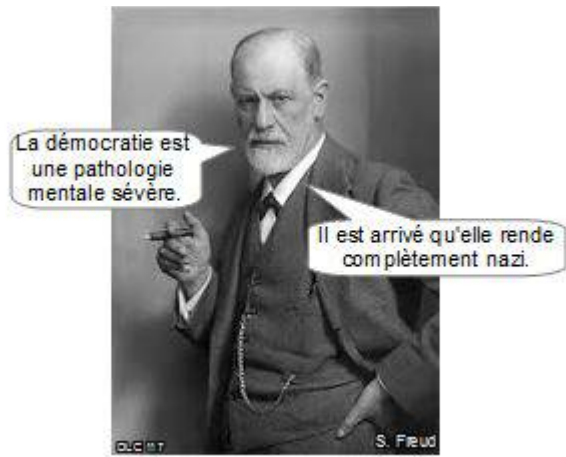 La démocratie est
une pathologie
mentale sévère.
Il est arrivé qu'elle rende
complètement nazi.
S. Freud